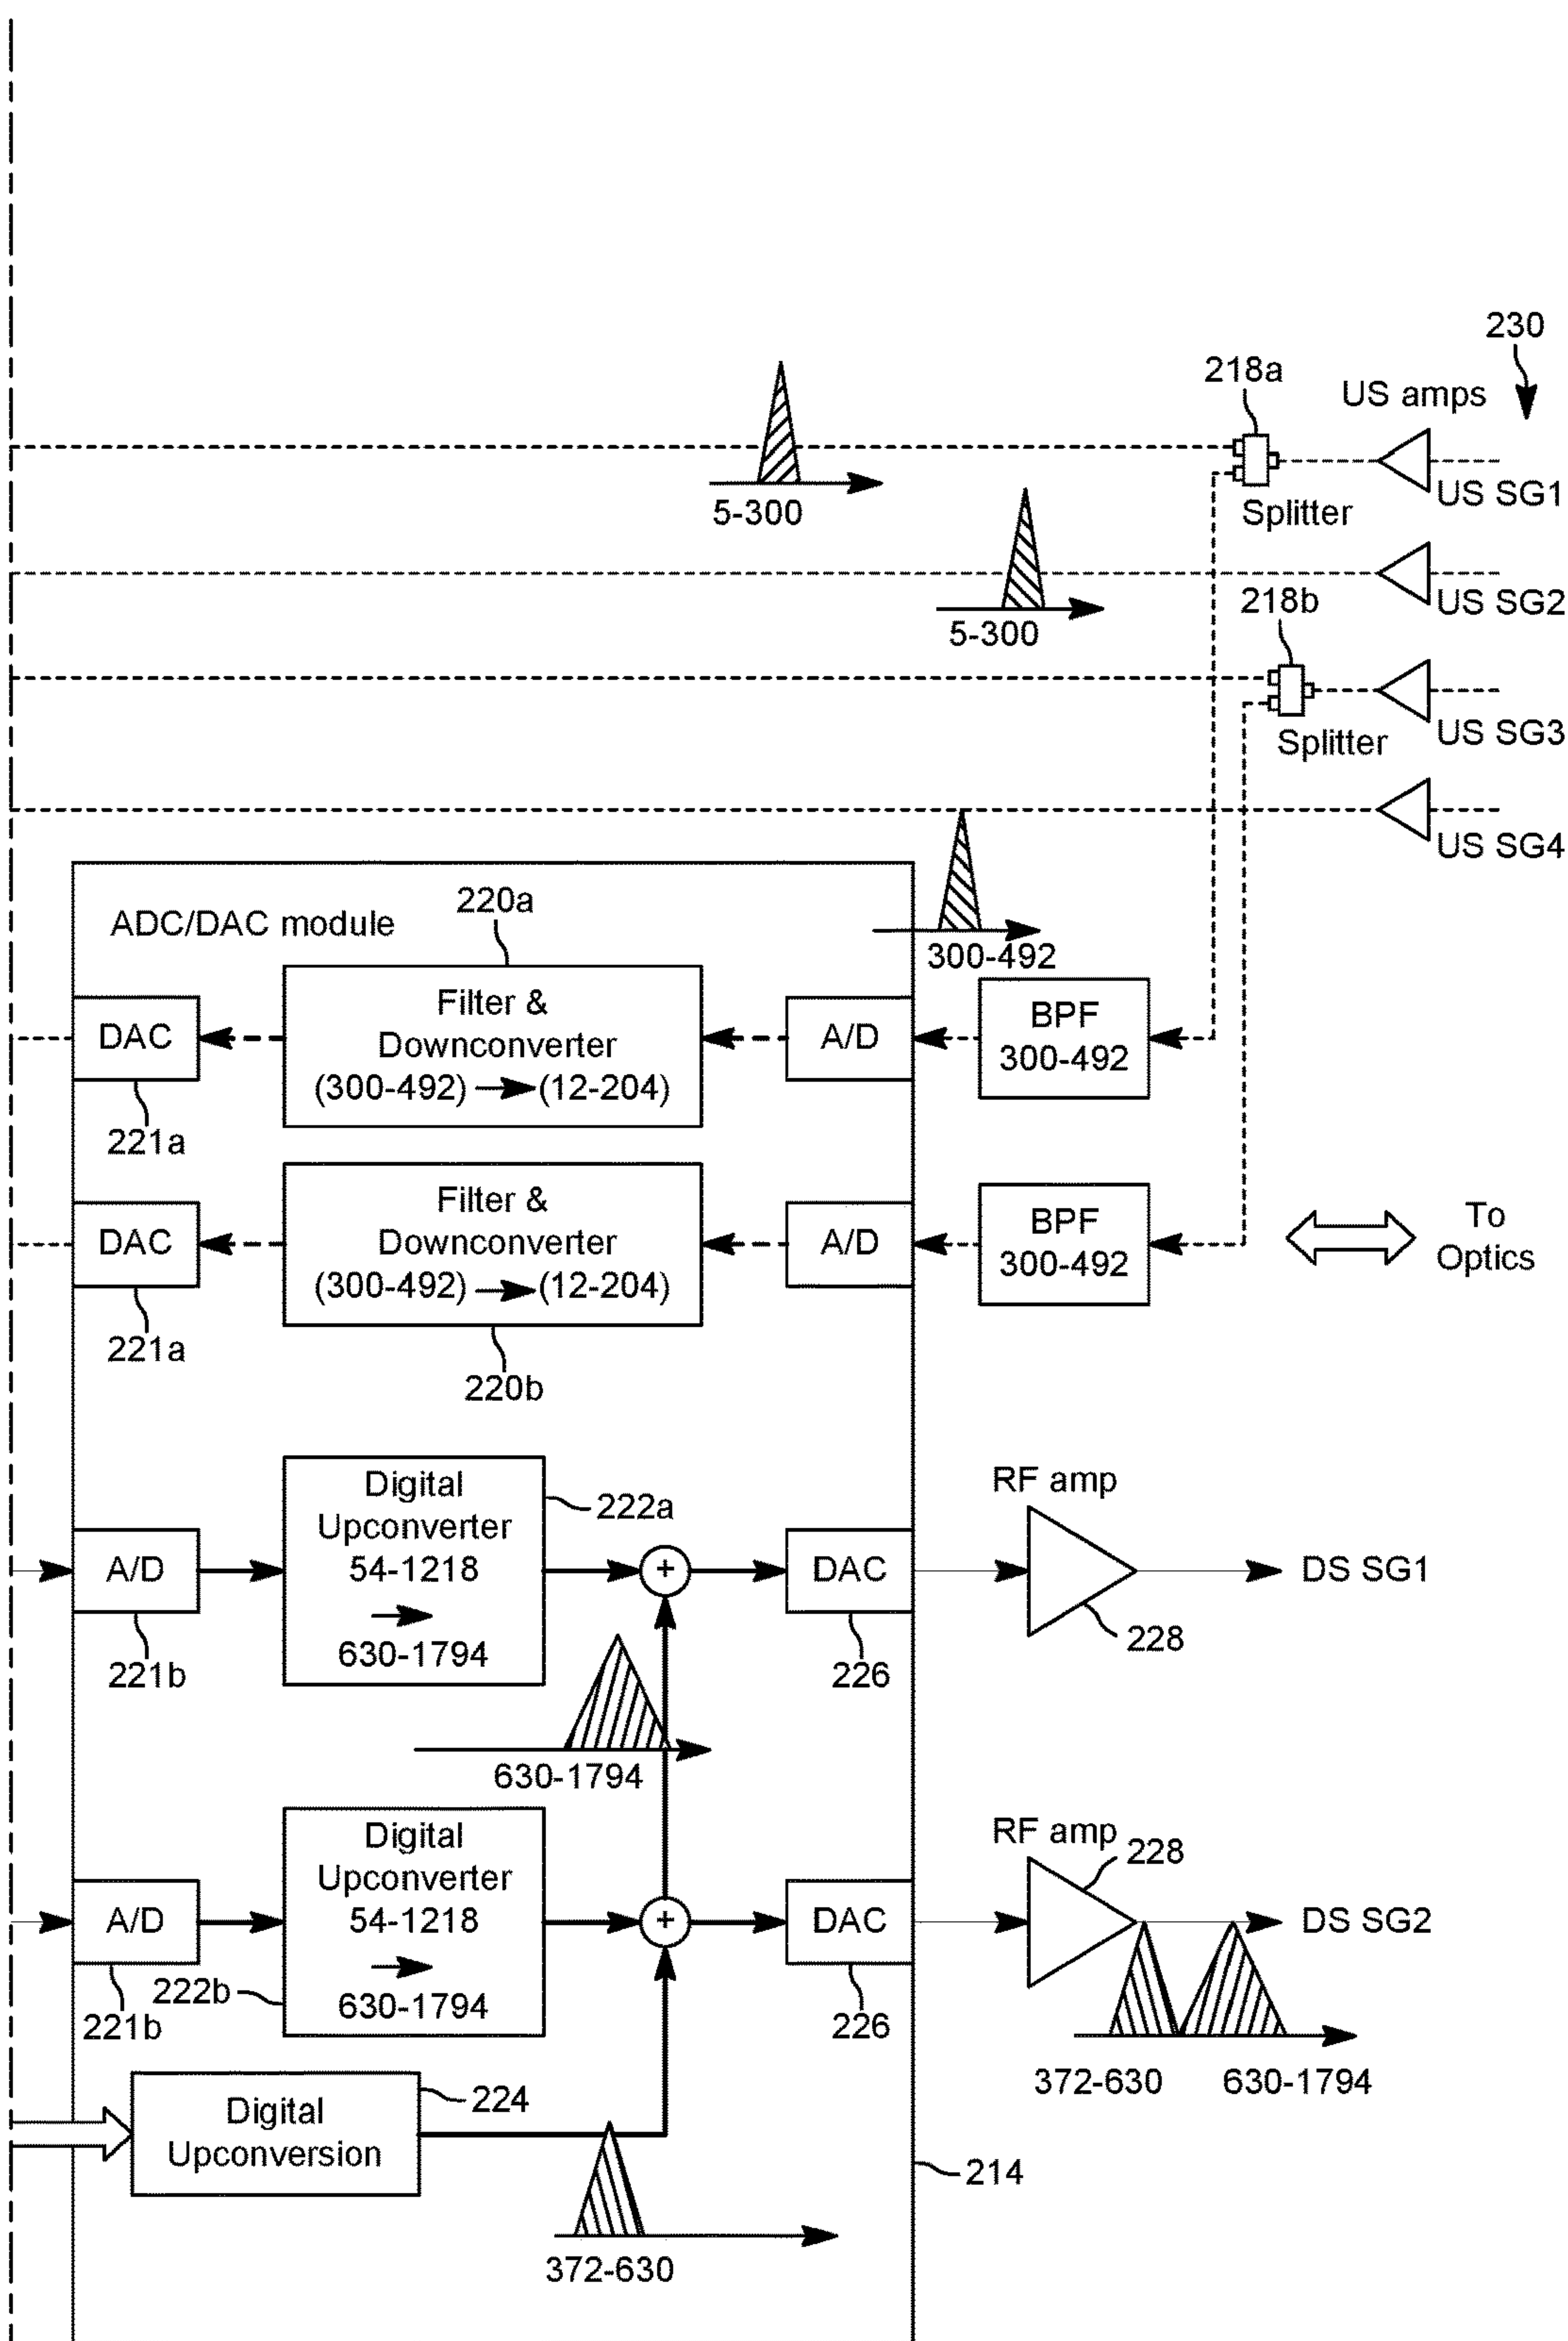 230
218a
US amps
US SG1
Splitter
5-300
218b
US SG2
5-300
US SG3
Splitter
US SG4
220a
ADC/DAC module
300-492
DAC
Filter &
Downconverter
(300-492) → (12-204)
A/D
BPF
300-492
221a
DAC
Filter &
Downconverter
(300-492) → (12-204)
A/D
BPF
300-492
To
Optics
221a
220b
Digital
Upconverter
54-1218
→
630-1794
222a
RF amp
A/D
+
DAC
DS SG1
221b
226
228
630-1794
Digital
Upconverter
54-1218
→
630-1794
RF amp
228
A/D
+
DAC
DS SG2
222b
221b
226
372-630
630-1794
224
Digital
Upconversion
214
372-630